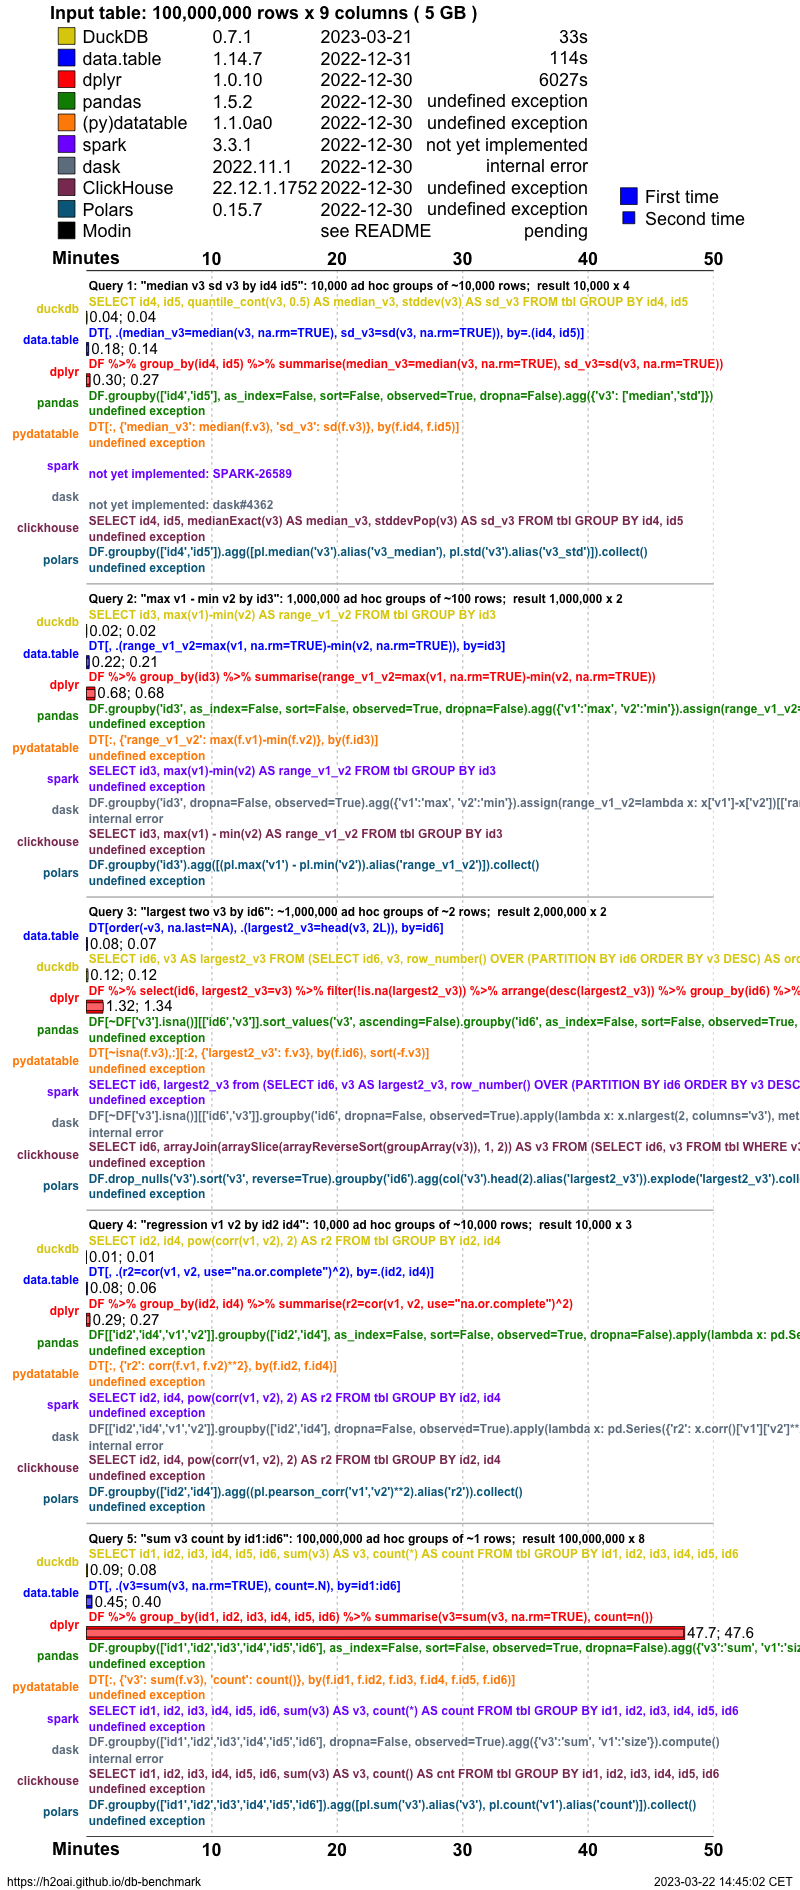 Input table: 100,000,000 rows x 9 columns ( 5 GB )
DuckDB 0.7.1 2023-03-21 33s
data.table 1.14.7 2022-12-31 114s
dplyr 1.0.10 2022-12-30 6027s
pandas 1.5.2 2022-12-30 undefined exception
(py)datatable 1.1.0a0 2022-12-30 undefined exception
spark 3.3.1 2022-12-30 not yet implemented
dask 2022.11.1 2022-12-30 internal error
ClickHouse 22.12.1.1752 2022-12-30 undefined exception
Polars 0.15.7 2022-12-30 undefined exception
Modin see README pending
First time
Second time
Minutes 10 20 30 40 50
Query 1: "median v3 sd v3 by id4 id5": 10,000 ad hoc groups of ~10,000 rows; result 10,000 x 4
duckdb SELECT id4, id5, quantile_cont(v3, 0.5) AS median_v3, stddev(v3) AS sd_v3 FROM tbl GROUP BY id4, id5
0.04; 0.04
data.table DT[, .(median_v3=median(v3, na.rm=TRUE), sd_v3=sd(v3, na.rm=TRUE)), by=.(id4, id5)]
0.18; 0.14
dplyr DF %>% group_by(id4, id5) %>% summarise(median_v3=median(v3, na.rm=TRUE), sd_v3=sd(v3, na.rm=TRUE))
0.30; 0.27
pandas DF.groupby(['id4','id5'], as_index=False, sort=False, observed=True, dropna=False).agg({'v3': ['median','std']})
undefined exception
pydatatable DT[:, {'median_v3': median(f.v3), 'sd_v3': sd(f.v3)}, by(f.id4, f.id5)]
undefined exception
spark not yet implemented: SPARK-26589
dask not yet implemented: dask#4362
clickhouse SELECT id4, id5, medianExact(v3) AS median_v3, stddevPop(v3) AS sd_v3 FROM tbl GROUP BY id4, id5
undefined exception
polars DF.groupby(['id4','id5']).agg([pl.median('v3').alias('v3_median'), pl.std('v3').alias('v3_std')]).collect()
undefined exception
Query 2: "max v1 - min v2 by id3": 1,000,000 ad hoc groups of ~100 rows; result 1,000,000 x 2
duckdb SELECT id3, max(v1)-min(v2) AS range_v1_v2 FROM tbl GROUP BY id3
0.02; 0.02
data.table DT[, .(range_v1_v2=max(v1, na.rm=TRUE)-min(v2, na.rm=TRUE)), by=id3]
0.22; 0.21
dplyr DF %>% group_by(id3) %>% summarise(range_v1_v2=max(v1, na.rm=TRUE)-min(v2, na.rm=TRUE))
0.68; 0.68
pandas DF.groupby('id3', as_index=False, sort=False, observed=True, dropna=False).agg({'v1':'max', 'v2':'min'}).assign(range_v1_v2=
undefined exception
pydatatable DT[:, {'range_v1_v2': max(f.v1)-min(f.v2)}, by(f.id3)]
undefined exception
spark SELECT id3, max(v1)-min(v2) AS range_v1_v2 FROM tbl GROUP BY id3
undefined exception
dask DF.groupby('id3', dropna=False, observed=True).agg({'v1':'max', 'v2':'min'}).assign(range_v1_v2=lambda x: x['v1']-x['v2'])[['ra
internal error
clickhouse SELECT id3, max(v1) - min(v2) AS range_v1_v2 FROM tbl GROUP BY id3
undefined exception
polars DF.groupby('id3').agg([(pl.max('v1') - pl.min('v2')).alias('range_v1_v2')]).collect()
undefined exception
Query 3: "largest two v3 by id6": ~1,000,000 ad hoc groups of ~2 rows; result 2,000,000 x 2
data.table DT[order(-v3, na.last=NA), .(largest2_v3=head(v3, 2L)), by=id6]
0.08; 0.07
duckdb SELECT id6, v3 AS largest2_v3 FROM (SELECT id6, v3, row_number() OVER (PARTITION BY id6 ORDER BY v3 DESC) AS ord
0.12; 0.12
dplyr DF %>% select(id6, largest2_v3=v3) %>% filter(!is.na(largest2_v3)) %>% arrange(desc(largest2_v3)) %>% group_by(id6) %>%
1.32; 1.34
pandas DF[~DF['v3'].isna()][['id6','v3']].sort_values('v3', ascending=False).groupby('id6', as_index=False, sort=False, observed=True,
undefined exception
pydatatable DT[~isna(f.v3),:][:2, {'largest2_v3': f.v3}, by(f.id6), sort(-f.v3)]
undefined exception
spark SELECT id6, largest2_v3 from (SELECT id6, v3 AS largest2_v3, row_number() OVER (PARTITION BY id6 ORDER BY v3 DESC
undefined exception
dask DF[~DF['v3'].isna()][['id6','v3']].groupby('id6', dropna=False, observed=True).apply(lambda x: x.nlargest(2, columns='v3'), met
internal error
clickhouse SELECT id6, arrayJoin(arraySlice(arrayReverseSort(groupArray(v3)), 1, 2)) AS v3 FROM (SELECT id6, v3 FROM tbl WHERE v3
undefined exception
polars DF.drop_nulls('v3').sort('v3', reverse=True).groupby('id6').agg(col('v3').head(2).alias('largest2_v3')).explode('largest2_v3').coll
undefined exception
Query 4: "regression v1 v2 by id2 id4": 10,000 ad hoc groups of ~10,000 rows; result 10,000 x 3
duckdb SELECT id2, id4, pow(corr(v1, v2), 2) AS r2 FROM tbl GROUP BY id2, id4
0.01; 0.01
data.table DT[, .(r2=cor(v1, v2, use="na.or.complete")^2), by=.(id2, id4)]
0.08; 0.06
dplyr DF %>% group_by(id2, id4) %>% summarise(r2=cor(v1, v2, use="na.or.complete")^2)
0.29; 0.27
pandas DF[['id2','id4','v1','v2']].groupby(['id2','id4'], as_index=False, sort=False, observed=True, dropna=False).apply(lambda x: pd.Se
undefined exception
pydatatable DT[:, {'r2': corr(f.v1, f.v2)**2}, by(f.id2, f.id4)]
undefined exception
spark SELECT id2, id4, pow(corr(v1, v2), 2) AS r2 FROM tbl GROUP BY id2, id4
undefined exception
dask DF[['id2','id4','v1','v2']].groupby(['id2','id4'], dropna=False, observed=True).apply(lambda x: pd.Series({'r2': x.corr()['v1']['v2']**
internal error
clickhouse SELECT id2, id4, pow(corr(v1, v2), 2) AS r2 FROM tbl GROUP BY id2, id4
undefined exception
polars DF.groupby(['id2','id4']).agg((pl.pearson_corr('v1','v2')**2).alias('r2')).collect()
undefined exception
Query 5: "sum v3 count by id1:id6": 100,000,000 ad hoc groups of ~1 rows; result 100,000,000 x 8
duckdb SELECT id1, id2, id3, id4, id5, id6, sum(v3) AS v3, count(*) AS count FROM tbl GROUP BY id1, id2, id3, id4, id5, id6
0.09; 0.08
data.table DT[, .(v3=sum(v3, na.rm=TRUE), count=.N), by=id1:id6]
0.45; 0.40
dplyr DF %>% group_by(id1, id2, id3, id4, id5, id6) %>% summarise(v3=sum(v3, na.rm=TRUE), count=n())
47.7; 47.6
pandas DF.groupby(['id1','id2','id3','id4','id5','id6'], as_index=False, sort=False, observed=True, dropna=False).agg({'v3':'sum', 'v1':'siz
undefined exception
pydatatable DT[:, {'v3': sum(f.v3), 'count': count()}, by(f.id1, f.id2, f.id3, f.id4, f.id5, f.id6)]
undefined exception
spark SELECT id1, id2, id3, id4, id5, id6, sum(v3) AS v3, count(*) AS count FROM tbl GROUP BY id1, id2, id3, id4, id5, id6
undefined exception
dask DF.groupby(['id1','id2','id3','id4','id5','id6'], dropna=False, observed=True).agg({'v3':'sum', 'v1':'size'}).compute()
internal error
clickhouse SELECT id1, id2, id3, id4, id5, id6, sum(v3) AS v3, count() AS cnt FROM tbl GROUP BY id1, id2, id3, id4, id5, id6
undefined exception
polars DF.groupby(['id1','id2','id3','id4','id5','id6']).agg([pl.sum('v3').alias('v3'), pl.count('v1').alias('count')]).collect()
undefined exception
Minutes 10 20 30 40 50
https://h2oai.github.io/db-benchmark 2023-03-22 14:45:02 CET